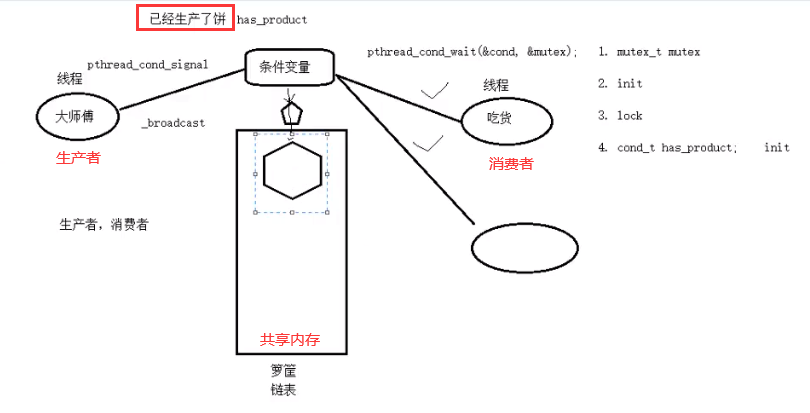 已经生产了饼 has_product
pthread_cond_signal
条件变量
pthread_cond_wait(&cond, &mutex);
1. mutex_t mutex
线程
线程
2. init
大师傅
_broadcast
吃货
3. lock
生产者
消费者
4. cond_t has_product; init
生产者，消费者
共享内存
箩筐
链表